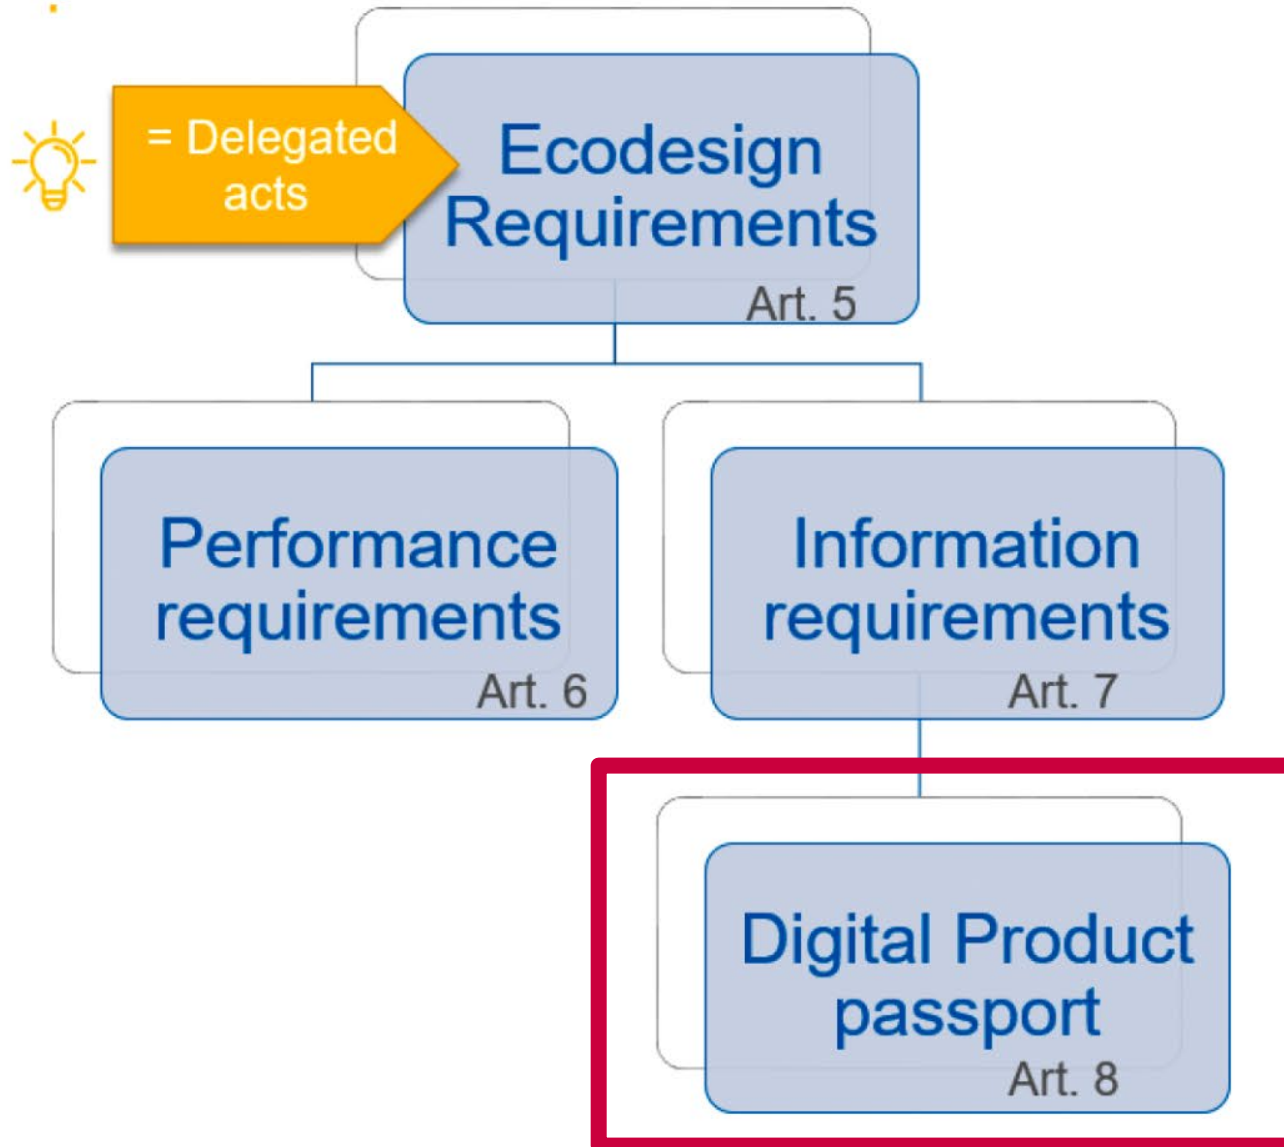 = Delegated
acts
Ecodesign
Requirements
Art. 5
Performance
requirements
Art. 6
Information
requirements
Art. 7
Digital Product
passport
Art. 8